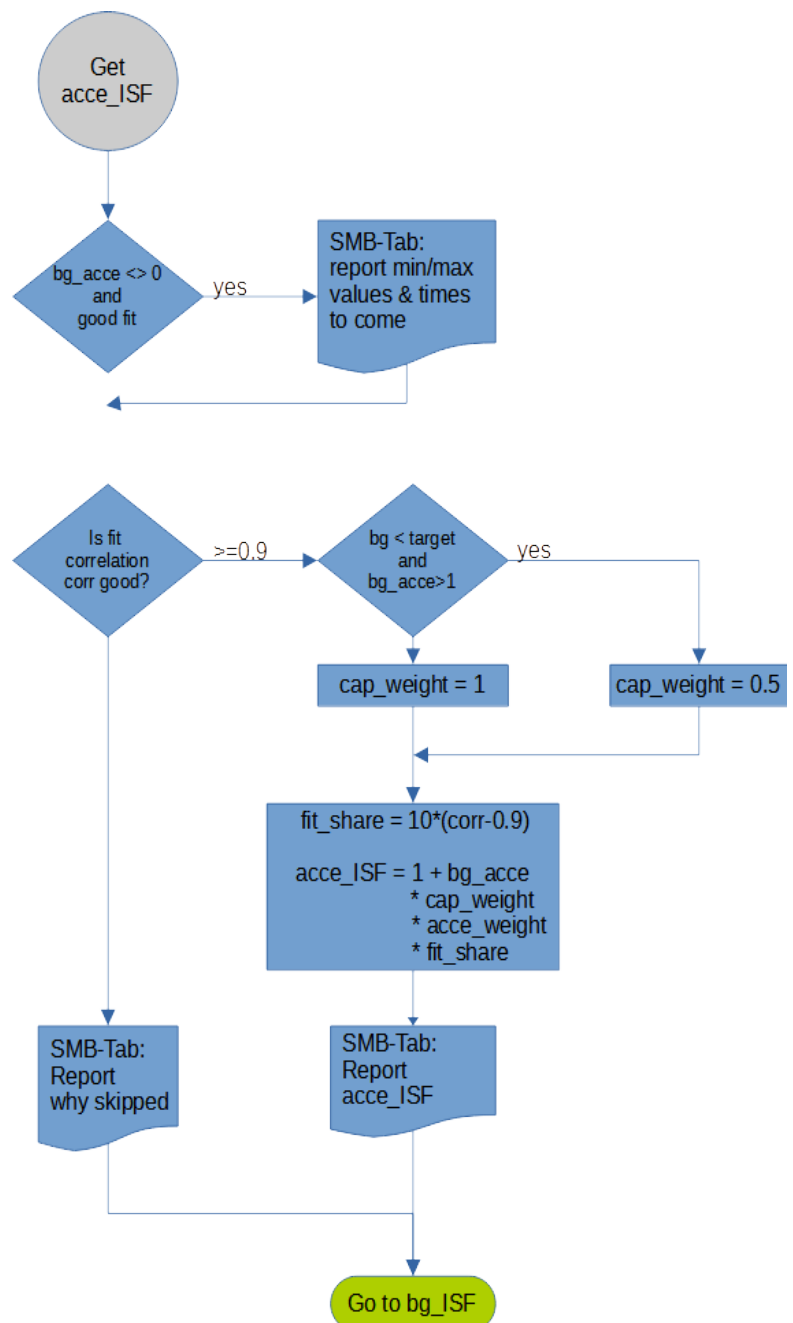 Get
acce_ISF
bg_acce <> 0
and
good fit
yes
SMB-Tab:
report min/max
values & times
to come
Is fit
correlation
corr good?
>=0.9
bg < target
and
bg_acce>1
yes
cap_weight = 1
cap_weight = 0.5
fit_share = 10*(corr-0.9)
acce_ISF = 1 + bg_acce
* cap_weight
* acce_weight
* fit_share
SMB-Tab:
Report
why skipped
SMB-Tab:
Report
acce_ISF
Go to bg_ISF